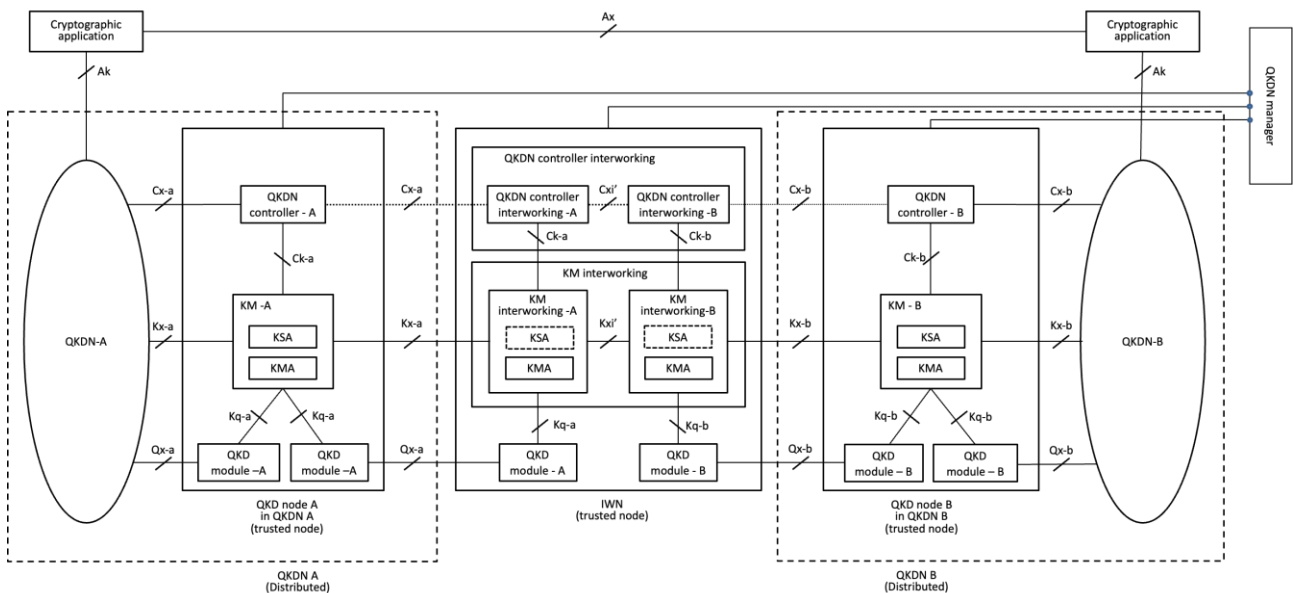 Cryptographic
application
Ax
Cryptographic
application
Ak
Ak
QKDN manager
QKDN controller interworking
Cx-a
QKDN
controller - A
Cx-a
QKDN controller
interworking -A
Cxi’
QKDN controller
interworking -B
Cx-b
QKDN
controller - B
Cx-b
Ck-a
Ck-a
Ck-b
Ck-b
KM interworking
QKDN-A
Kx-a
KM -A
KSA
KMA
Kx-a
KM
interworking -A
KSA
KMA
Kxi’
KM
interworking-B
KSA
KMA
Kx-b
KM - B
KSA
KMA
Kx-b
QKDN-B
Kq-a
Kq-a
Kq-a
Kq-b
Kq-b
Kq-b
Qx-a
QKD
module –A
QKD
module –A
Qx-a
QKD
module - A
QKD
module - B
Qx-b
QKD
module – B
QKD
module – B
Qx-b
QKD node A
in QKDN A
(trusted node)
IWN
(trusted node)
QKD node B
in QKDN B
(trusted node)
QKDN A
(Distributed)
QKDN B
(Distributed)